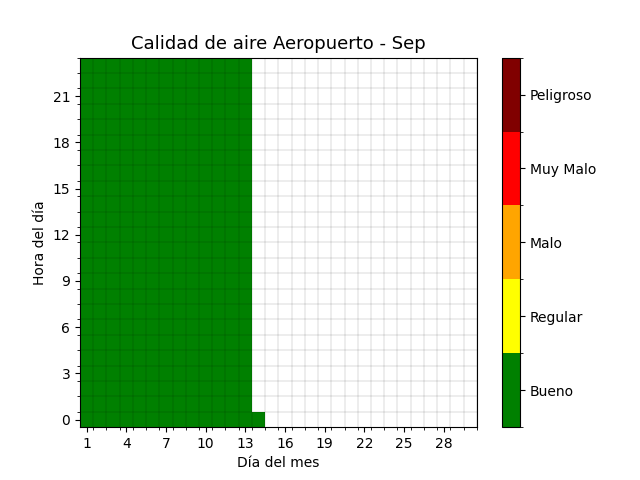 Calidad de aire Aeropuerto - Sep
Hora del día
21
18
15
12
9
6
3
0
1 4 7 10 13 16 19 22 25 28
Día del mes
Peligroso
Muy Malo
Malo
Regular
Bueno